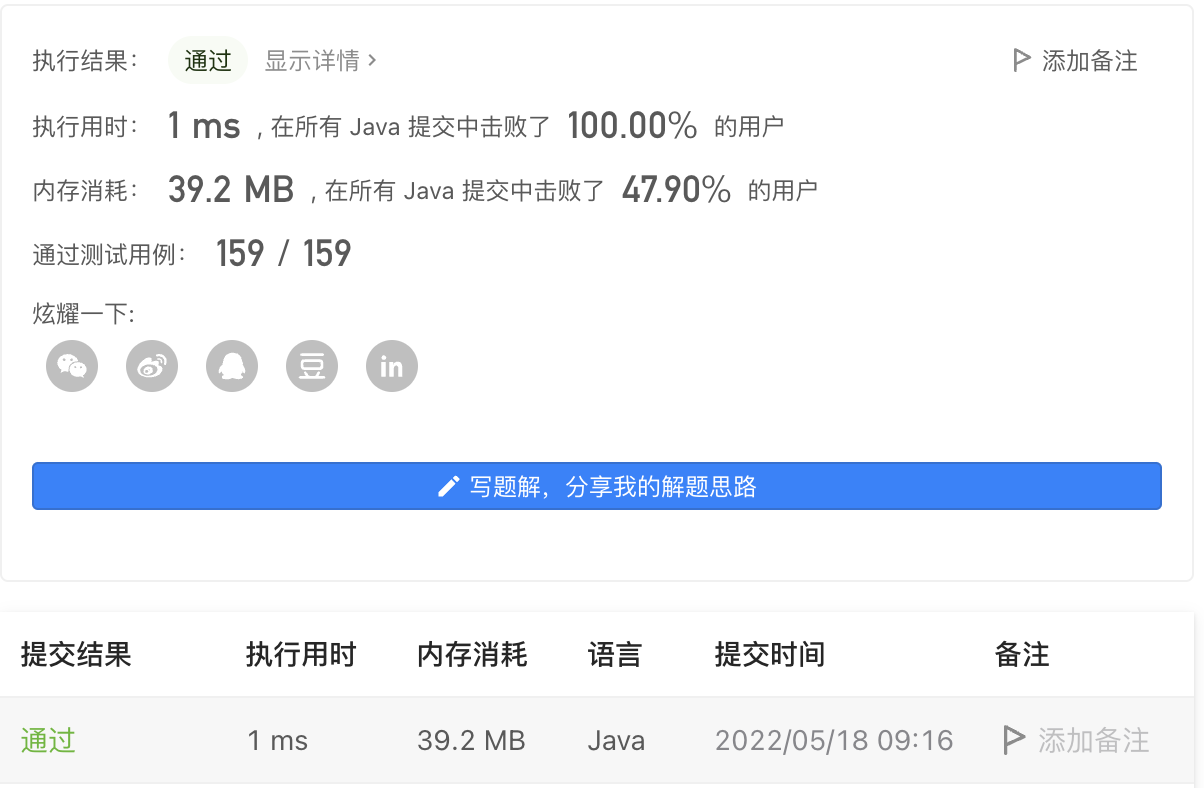 执行结果： 通过 显示详情 > 添加备注
执行用时： 1 ms , 在所有 Java 提交中击败了 100.00% 的用户
内存消耗： 39.2 MB , 在所有 Java 提交中击败了 47.90% 的用户
通过测试用例： 159 / 159
炫耀一下:
豆 in
写题解，分享我的解题思路
提交结果 执行用时 内存消耗 语言 提交时间 备注
通过 1 ms 39.2 MB Java 2022/05/18 09:16 添加备注